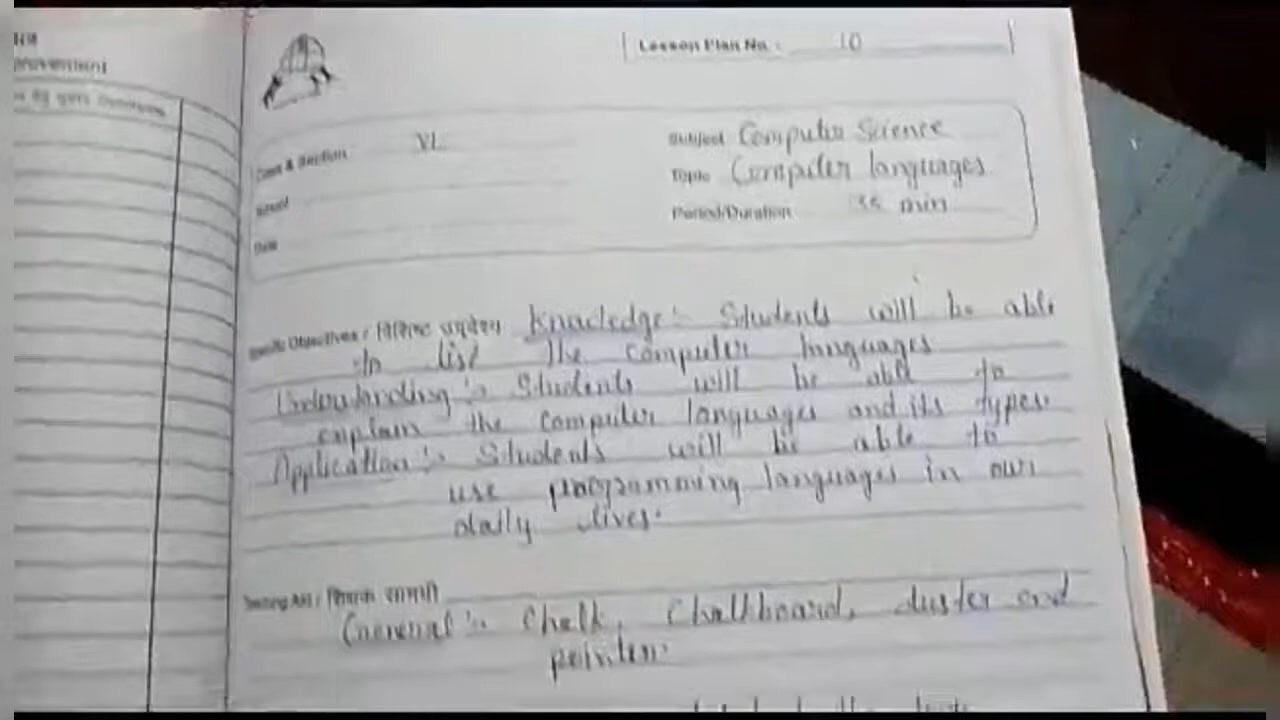 provement
Lesson Plan No. : 10
Class & Section VI
Subject Computer Science
School
Topic Computer languages
Date
Period/Duration 35 min
Specific Objectives / विशिष्ट उद्देश्य Knowledge:- Students will be able
to list the computer languages
Understanding:- Students will be able to
explain the computer languages and its types.
Application:- Students will be able to
use programming languages in our
daily lives.
Teaching Aid / शिक्षक सामग्री
General:- Chalk, Chalkboard, duster and
pointer.